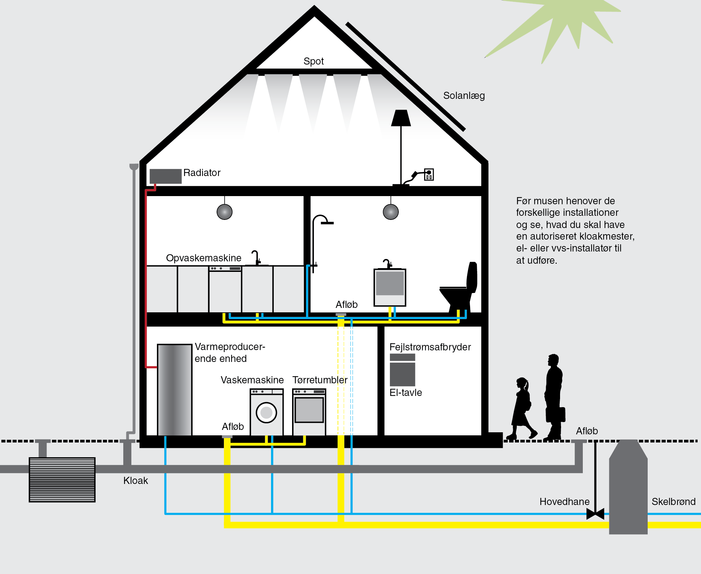 Spot
Solanlæg
Radiator
Før musen henover de
forskellige installationer
og se, hvad du skal have
en autoriseret kloakmester,
el- eller vvs-installatør til
at udføre.
Opvaskemaskine
Afløb
Varmeproducer-
ende enhed
Fejlstrømsafbryder
Vaskemaskine
Tørretumbler
El-tavle
Afløb
Afløb
Kloak
Hovedhane
Skelbrønd